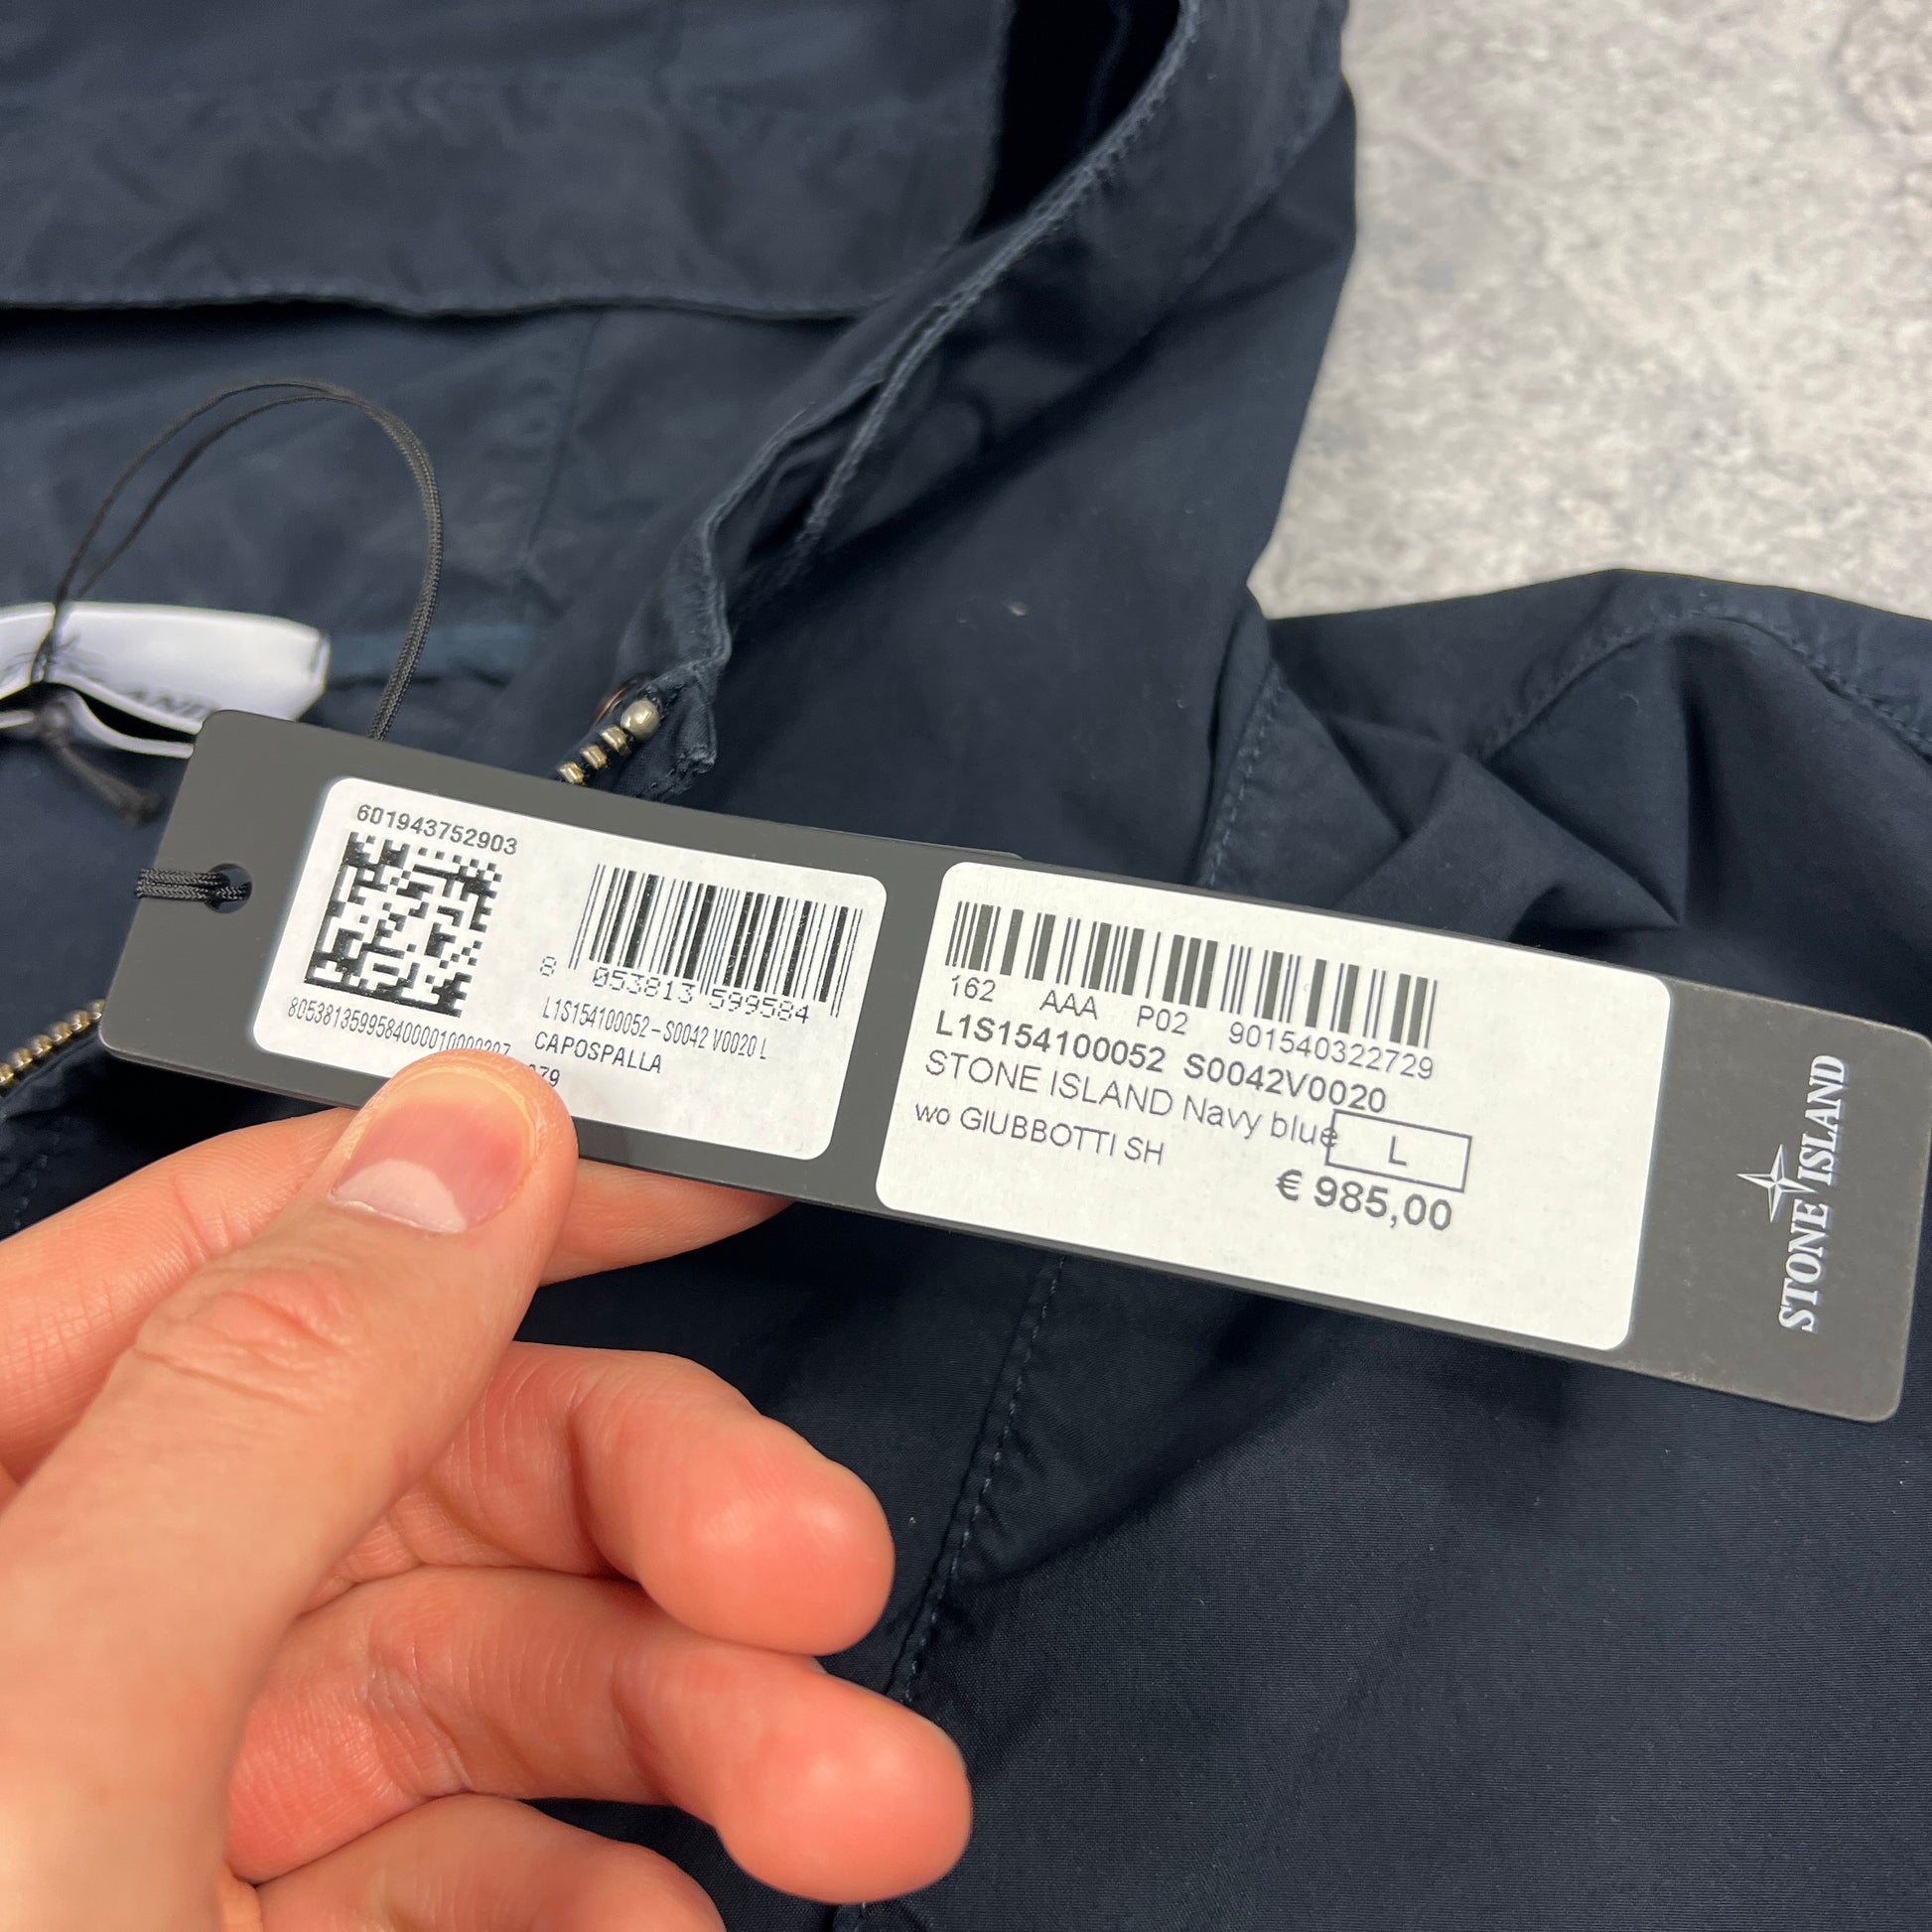 601943752903
8 053813 599584
L1S154100052-S0042 V0020 L
CAPOSPALLA
162 AAA P02 901540322729
L1S154100052 S0042V0020
STONE ISLAND Navy blue
wo GIUBBOTTI SH
L
€ 985,00
STONE ISLAND